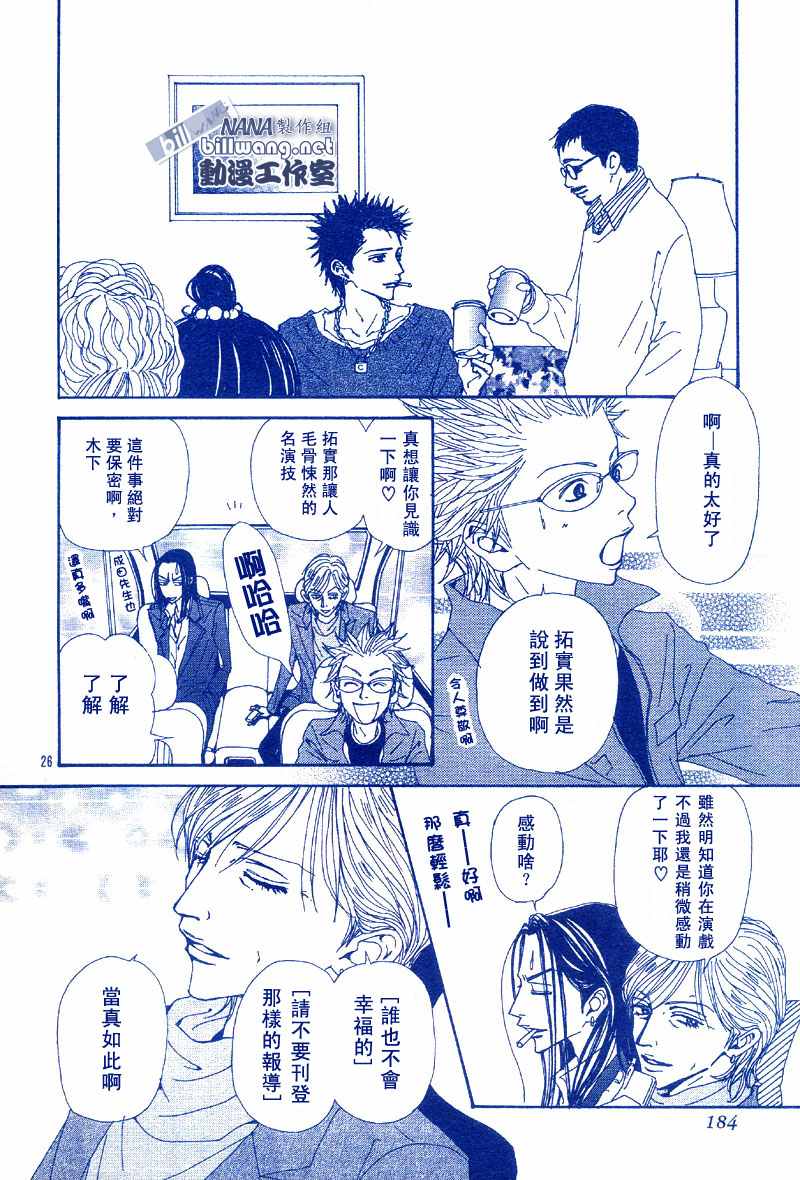 bill
NANA製作组
billwang.net
動漫工作室
啊—真的太好了
拓實果然是
說到做到啊
令人尊敬啊
真想讓你見識
一下啊♡
拓實那讓人
毛骨悚然的
名演技
這件事絕對
要保密啊，
木下
啊哈哈
成田先生也
還真多嘴啊
了解
了解
26
雖然明知道你在演戲
不過我還是稍微感動
了一下耶♡
感動啥？
真——好啊
那麽輕鬆——
［誰也不會
幸福的］
［請不要刊登
那樣的報導］
當真如此啊
184